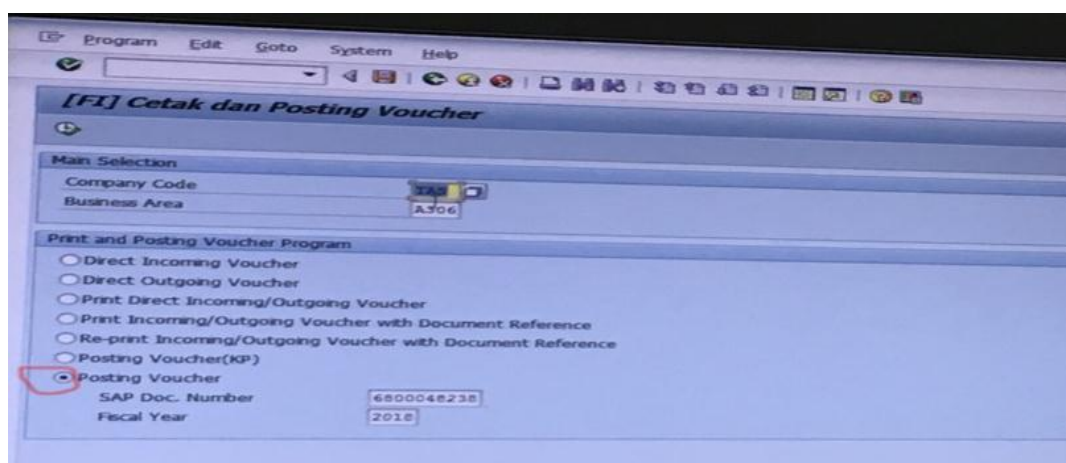 Program Edit Goto System Help
[FI] Cetak dan Posting Voucher
Main Selection
Company Code
Business Area A306
Print and Posting Voucher Program
Direct Incoming Voucher
Direct Outgoing Voucher
Print Direct Incoming/Outgoing Voucher
Print Incoming/Outgoing Voucher with Document Reference
Re-print Incoming/Outgoing Voucher with Document Reference
Posting Voucher(KP)
Posting Voucher
SAP Doc. Number 6800048238
Fiscal Year 2018